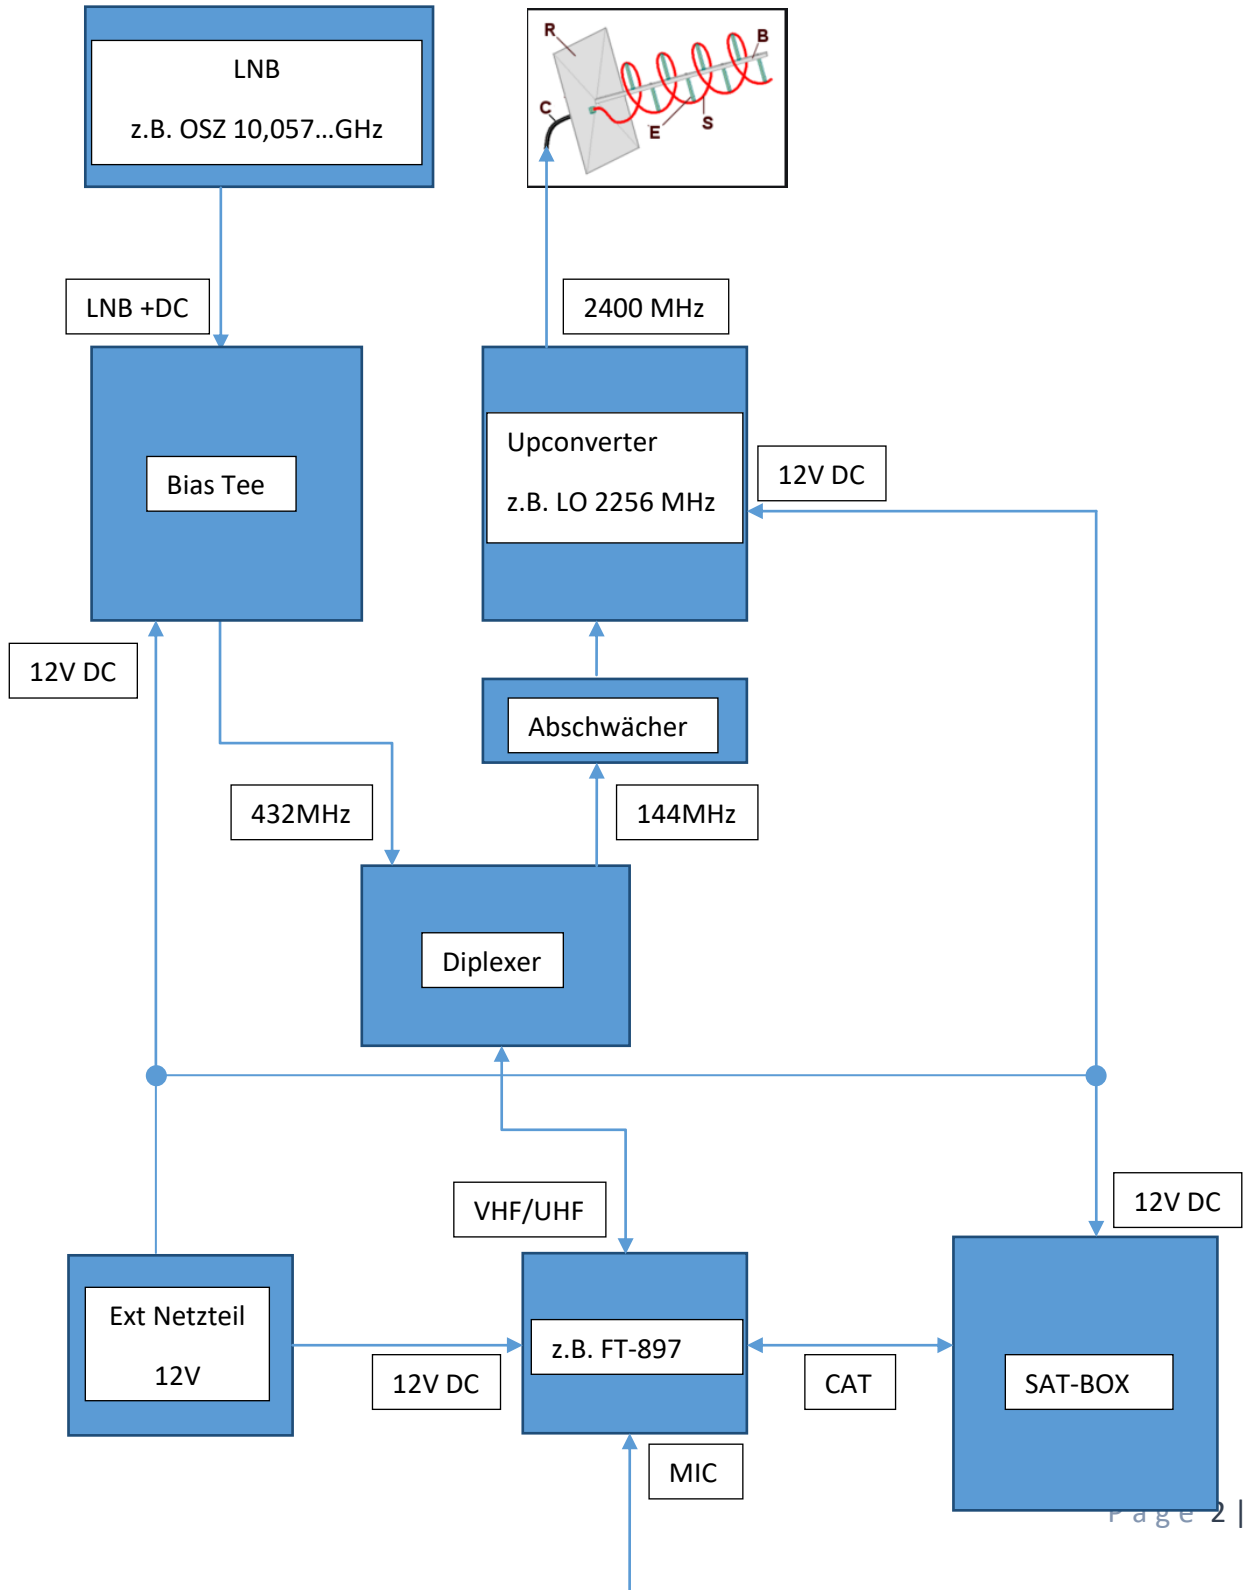 LNB
z.B. OSZ 10,057...GHz
R
B
C
E
S
LNB +DC
2400 MHz
Upconverter
z.B. LO 2256 MHz
12V DC
Bias Tee
12V DC
Abschwächer
432MHz
144MHz
Diplexer
VHF/UHF
12V DC
Ext Netzteil
12V
12V DC
z.B. FT-897
CAT
SAT-BOX
MIC
Page 2 |